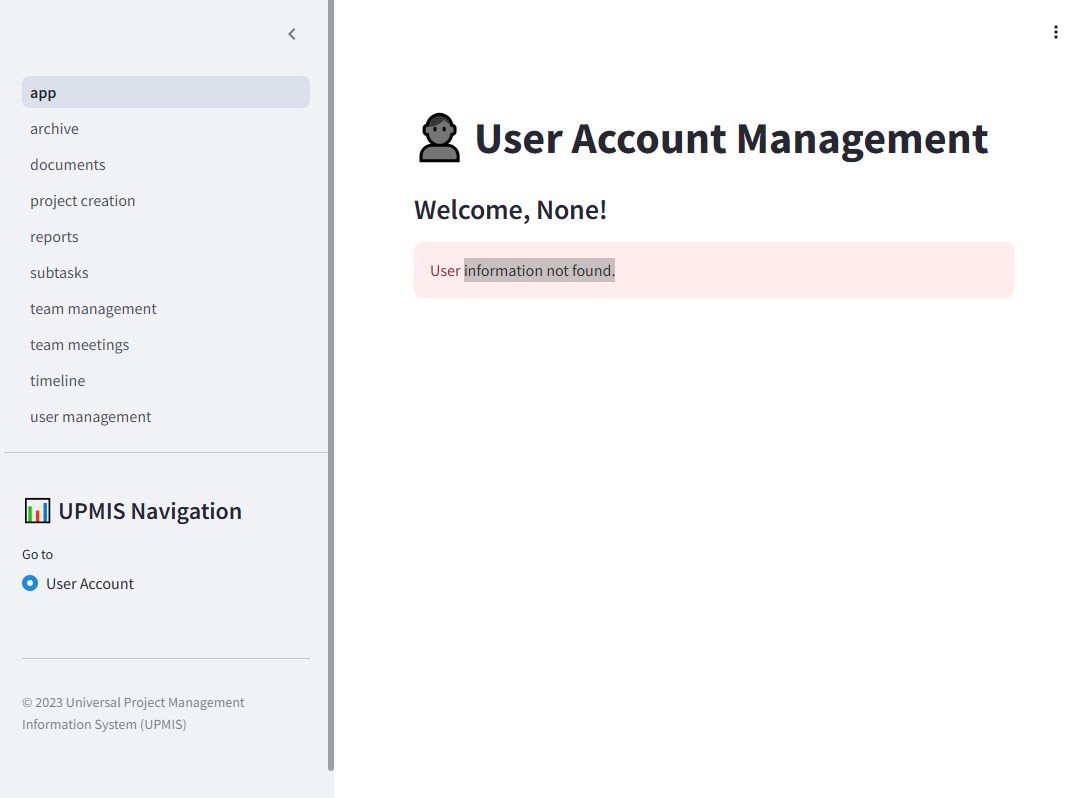 app
archive
documents
project creation
reports
subtasks
team management
team meetings
timeline
user management
UPMIS Navigation
Go to
User Account
© 2023 Universal Project Management
Information System (UPMIS)
User Account Management
Welcome, None!
User information not found.